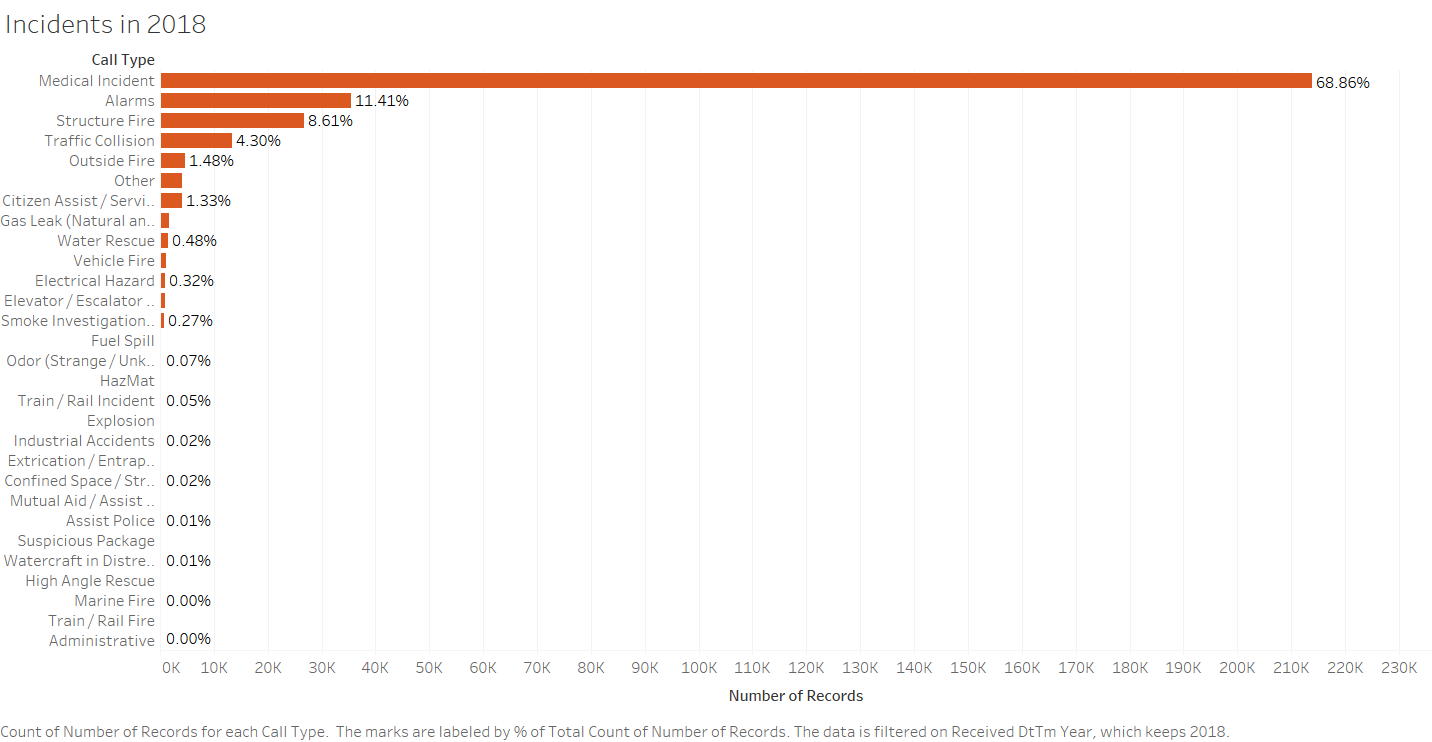 Incidents in 2018
Call Type
Medical Incident 68.86%
Alarms 11.41%
Structure Fire 8.61%
Traffic Collision 4.30%
Outside Fire 1.48%
Other
Citizen Assist / Servi.. 1.33%
Gas Leak (Natural an..
Water Rescue 0.48%
Vehicle Fire
Electrical Hazard 0.32%
Elevator / Escalator ..
Smoke Investigation.. 0.27%
Fuel Spill
Odor (Strange / Unk.. 0.07%
HazMat
Train / Rail Incident 0.05%
Explosion
Industrial Accidents 0.02%
Extrication / Entrap..
Confined Space / Str.. 0.02%
Mutual Aid / Assist ..
Assist Police 0.01%
Suspicious Package
Watercraft in Distre.. 0.01%
High Angle Rescue
Marine Fire 0.00%
Train / Rail Fire
Administrative 0.00%
0K 10K 20K 30K 40K 50K 60K 70K 80K 90K 100K 110K 120K 130K 140K 150K 160K 170K 180K 190K 200K 210K 220K 230K
Number of Records
Count of Number of Records for each Call Type. The marks are labeled by % of Total Count of Number of Records. The data is filtered on Received DtTm Year, which keeps 2018.